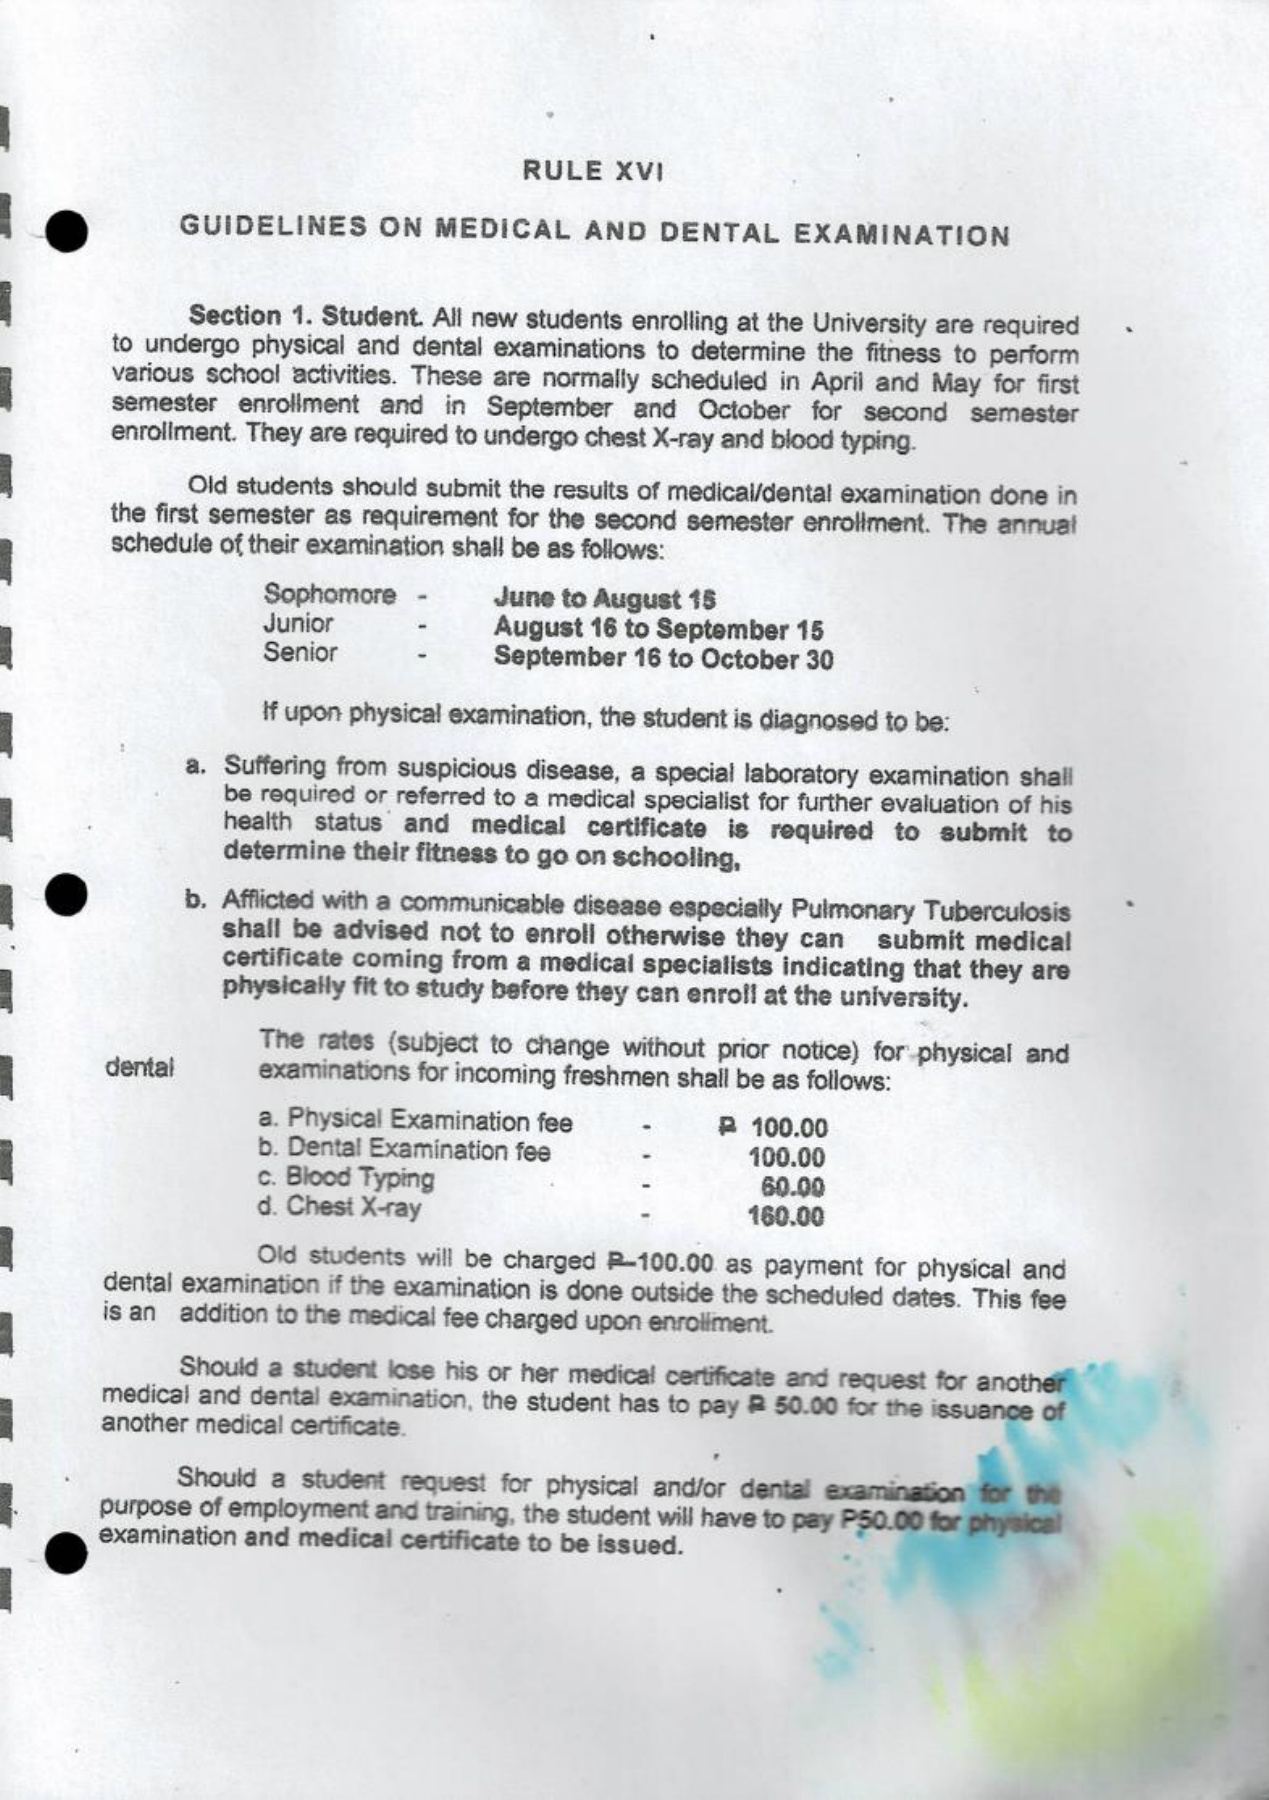 RULE XVI
GUIDELINES ON MEDICAL AND DENTAL EXAMINATION
Section 1. Student. All new students enrolling at the University are required
to undergo physical and dental examinations to determine the fitness to perform
various school activities. These are normally scheduled in April and May for first
semester enrollment and in September and October for second semester
enrollment. They are required to undergo chest X-ray and blood typing.
Old students should submit the results of medical/dental examination done in
the first semester as requirement for the second semester enrollment. The annual
schedule of their examination shall be as follows:
Sophomore - June to August 15
Junior - August 16 to September 15
Senior - September 16 to October 30
If upon physical examination, the student is diagnosed to be:
a. Suffering from suspicious disease, a special laboratory examination shall
be required or referred to a medical specialist for further evaluation of his
health status and medical certificate is required to submit to
determine their fitness to go on schooling,
b. Afflicted with a communicable disease especially Pulmonary Tuberculosis
shall be advised not to enroll otherwise they can submit medical
certificate coming from a medical specialists indicating that they are
physically fit to study before they can enroll at the university.
The rates (subject to change without prior notice) for physical and
dental examinations for incoming freshmen shall be as follows:
a. Physical Examination fee - ₱ 100.00
b. Dental Examination fee - 100.00
c. Blood Typing - 60.00
d. Chest X-ray - 160.00
Old students will be charged ₱ 100.00 as payment for physical and
dental examination if the examination is done outside the scheduled dates. This fee
is an addition to the medical fee charged upon enrollment.
Should a student lose his or her medical certificate and request for another
medical and dental examination, the student has to pay ₱ 50.00 for the issuance of
another medical certificate.
Should a student request for physical and/or dental examination for the
purpose of employment and training, the student will have to pay ₱50.00 for physical
examination and medical certificate to be issued.